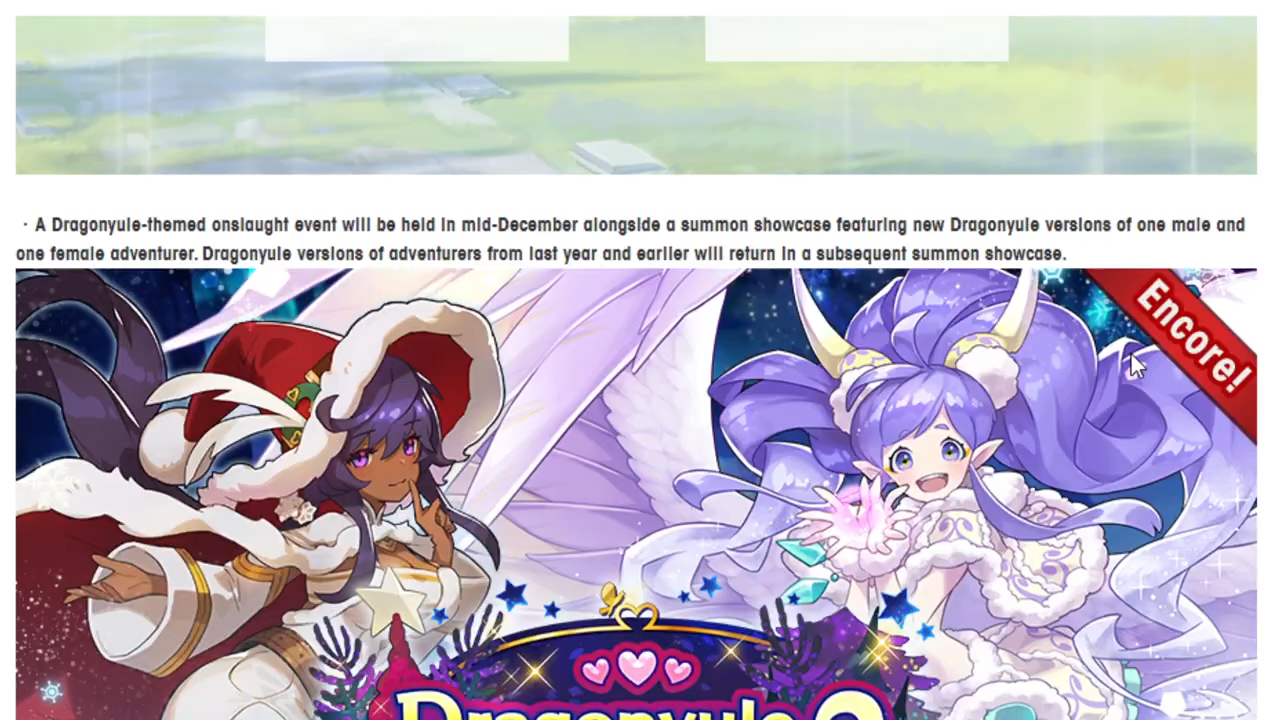 · A Dragonyule-themed onslaught event will be held in mid-December alongside a summon showcase featuring new Dragonyule versions of one male and
one female adventurer. Dragonyule versions of adventurers from last year and earlier will return in a subsequent summon showcase.
Encore!
Dragonyule